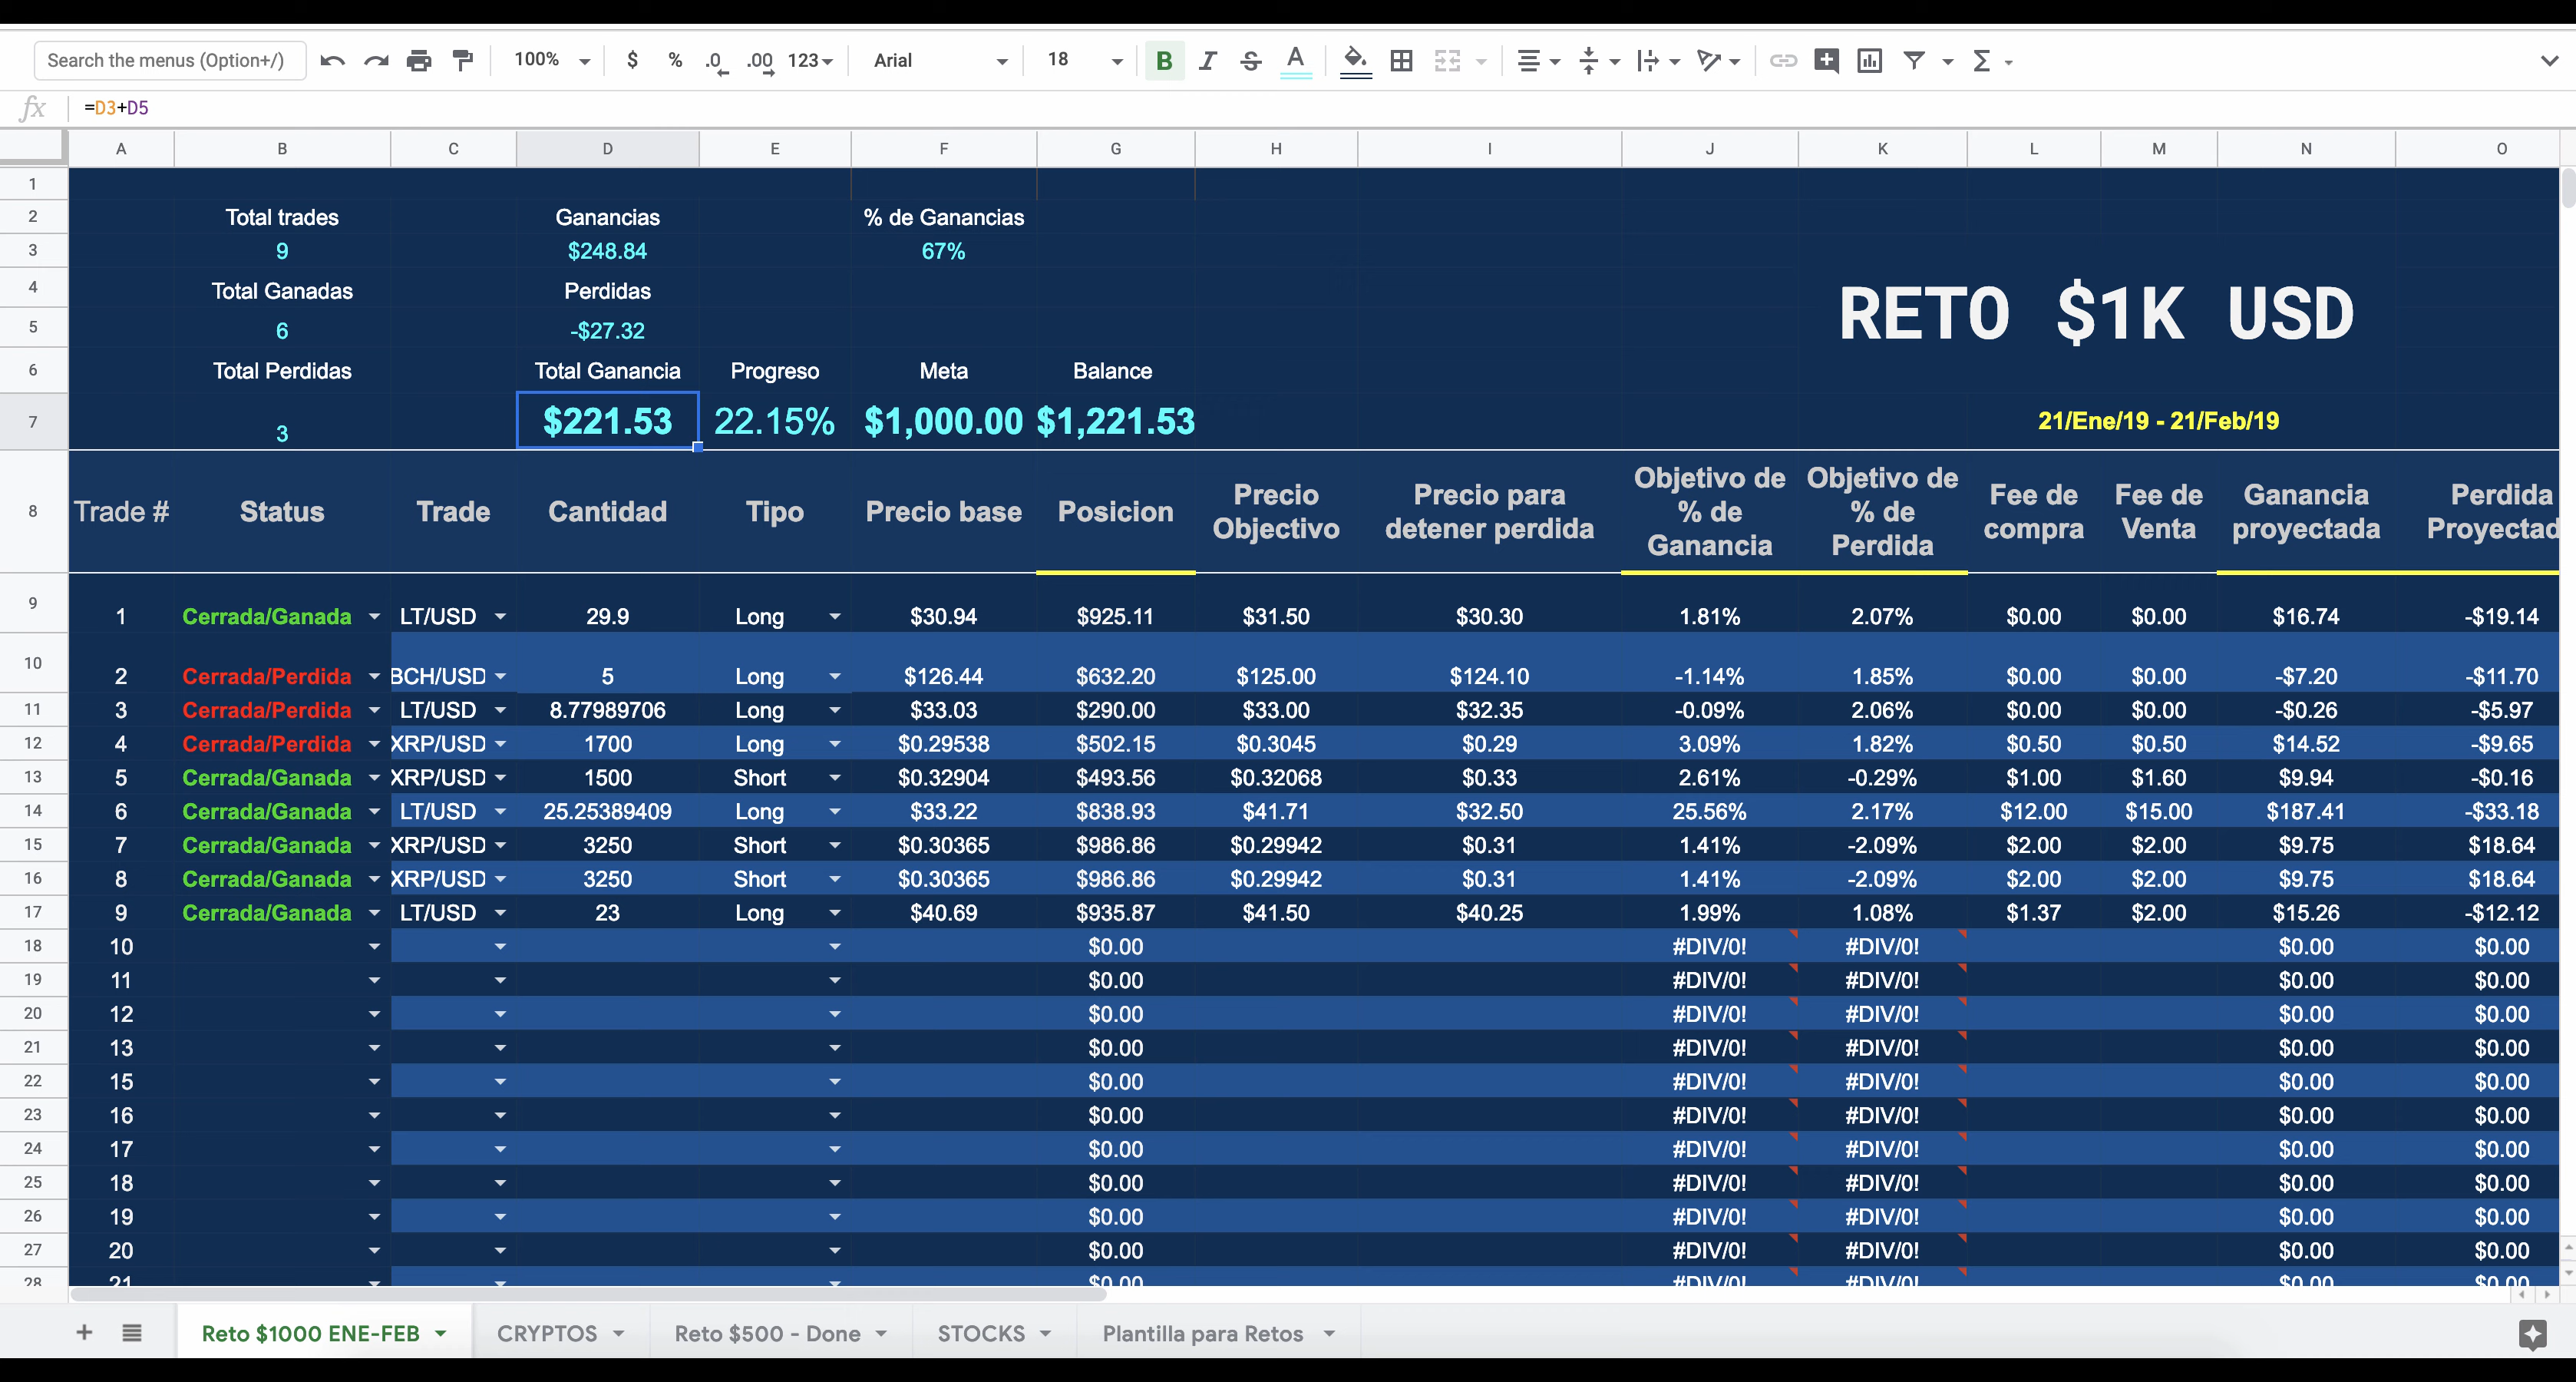 Search the menus (Option+/) 100% $ % .0 .00 123 Arial 18 B I S A Σ
fx =D3+D5
A B C D E F G H I J K L M N O
1
2 Total trades Ganancias % de Ganancias
3 9 $248.84 67%
4 Total Ganadas Perdidas
RETO $1K USD
5 6 -$27.32
6 Total Perdidas Total Ganancia Progreso Meta Balance
7 3 $221.53 22.15% $1,000.00 $1,221.53 21/Ene/19 - 21/Feb/19
8 Trade # Status Trade Cantidad Tipo Precio base Posicion Precio Objectivo Precio para detener perdida Objetivo de % de Ganancia Objetivo de % de Perdida Fee de compra Fee de Venta Ganancia proyectada Perdida Proyectad
9 1 Cerrada/Ganada LT/USD 29.9 Long $30.94 $925.11 $31.50 $30.30 1.81% 2.07% $0.00 $0.00 $16.74 -$19.14
10 2 Cerrada/Perdida BCH/USD 5 Long $126.44 $632.20 $125.00 $124.10 -1.14% 1.85% $0.00 $0.00 -$7.20 -$11.70
11 3 Cerrada/Perdida LT/USD 8.77989706 Long $33.03 $290.00 $33.00 $32.35 -0.09% 2.06% $0.00 $0.00 -$0.26 -$5.97
12 4 Cerrada/Perdida XRP/USD 1700 Long $0.29538 $502.15 $0.3045 $0.29 3.09% 1.82% $0.50 $0.50 $14.52 -$9.65
13 5 Cerrada/Ganada XRP/USD 1500 Short $0.32904 $493.56 $0.32068 $0.33 2.61% -0.29% $1.00 $1.60 $9.94 -$0.16
14 6 Cerrada/Ganada LT/USD 25.25389409 Long $33.22 $838.93 $41.71 $32.50 25.56% 2.17% $12.00 $15.00 $187.41 -$33.18
15 7 Cerrada/Ganada XRP/USD 3250 Short $0.30365 $986.86 $0.29942 $0.31 1.41% -2.09% $2.00 $2.00 $9.75 $18.64
16 8 Cerrada/Ganada XRP/USD 3250 Short $0.30365 $986.86 $0.29942 $0.31 1.41% -2.09% $2.00 $2.00 $9.75 $18.64
17 9 Cerrada/Ganada LT/USD 23 Long $40.69 $935.87 $41.50 $40.25 1.99% 1.08% $1.37 $2.00 $15.26 -$12.12
18 10 $0.00 #DIV/0! #DIV/0! $0.00 $0.00
19 11 $0.00 #DIV/0! #DIV/0! $0.00 $0.00
20 12 $0.00 #DIV/0! #DIV/0! $0.00 $0.00
21 13 $0.00 #DIV/0! #DIV/0! $0.00 $0.00
22 15 $0.00 #DIV/0! #DIV/0! $0.00 $0.00
23 16 $0.00 #DIV/0! #DIV/0! $0.00 $0.00
24 17 $0.00 #DIV/0! #DIV/0! $0.00 $0.00
25 18 $0.00 #DIV/0! #DIV/0! $0.00 $0.00
26 19 $0.00 #DIV/0! #DIV/0! $0.00 $0.00
27 20 $0.00 #DIV/0! #DIV/0! $0.00 $0.00
28 21 $0.00 #DIV/0! #DIV/0! $0.00 $0.00
+ Reto $1000 ENE-FEB CRYPTOS Reto $500 - Done STOCKS Plantilla para Retos